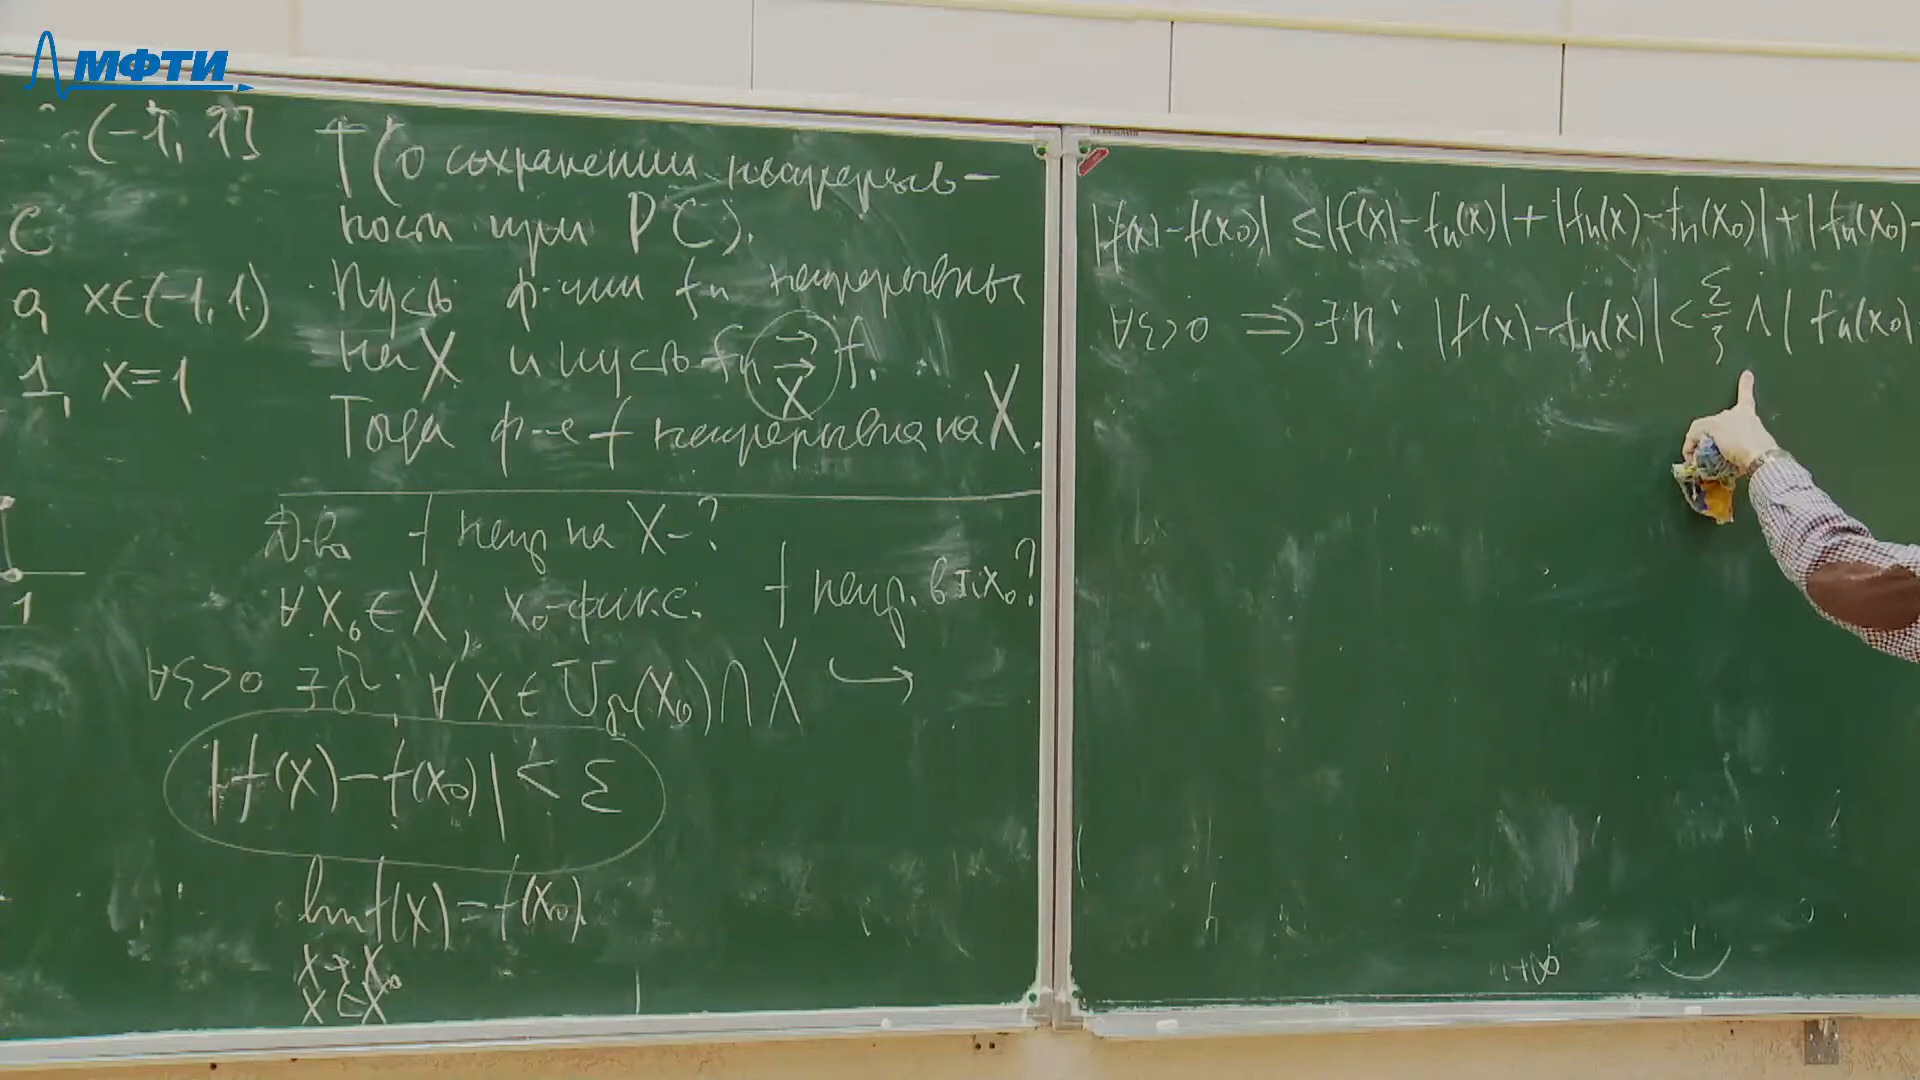 МФТИ
(-1, 1]
C
0, x∈(-1, 1)
1, x=1
1
Т (о сохранении непрерыв-
ности при РС).
Пусть ф-ции fn непрерывны
на X и пусть fn ⇉ f.
X
Тогда ф-я f непрерывна на X.
Д-во f непр на X-?
∀x₀∈X, x₀-фикс. f непр. в т.x₀?
∀ε>0 ∃δ: ∀x∈U_δ(x₀)∩X ↪
|f(x)-f(x₀)| < ε
lim f(x) = f(x₀).
x→x₀
x∈X
|f(x)-f(x₀)| ≤ |f(x)-fn(x)|+|fn(x)-fn(x₀)|+|fn(x₀)-
∀ε>0 ⇒ ∃n: |f(x)-fn(x)|<ε/3 ∧ | fn(x₀)